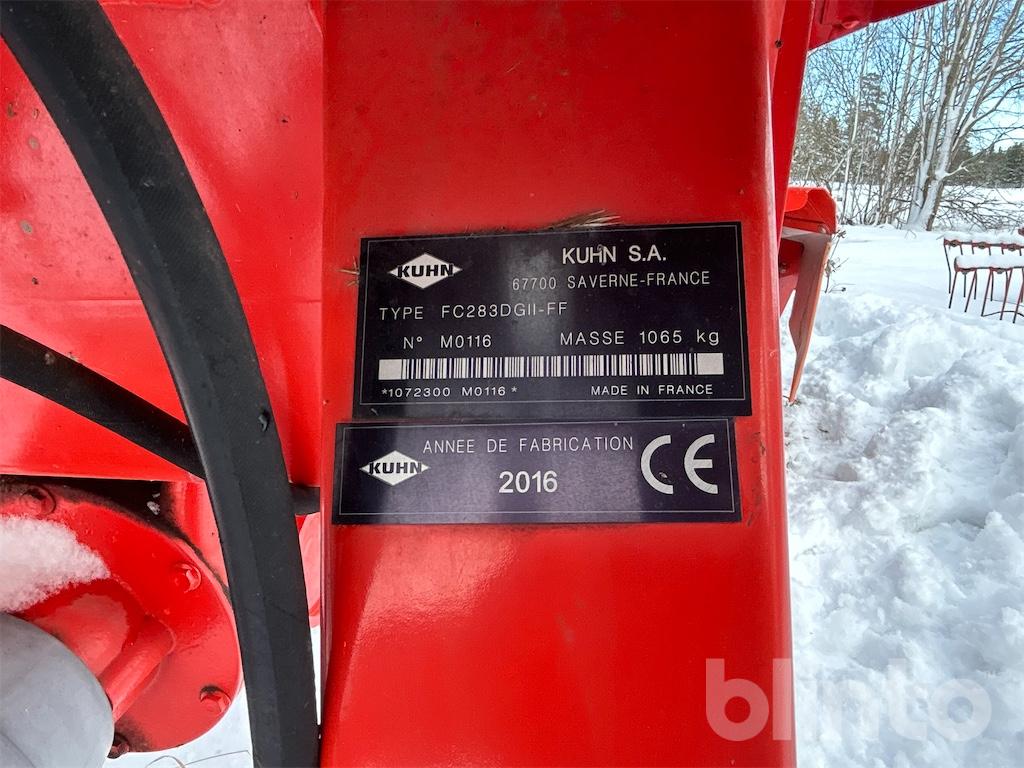 KUHN
KUHN S.A.
67700 SAVERNE-FRANCE
TYPE FC283DGII-FF
N° M0116 MASSE 1065 kg
*1072300 M0116* MADE IN FRANCE
KUHN
ANNEE DE FABRICATION
2016
CE
blinto